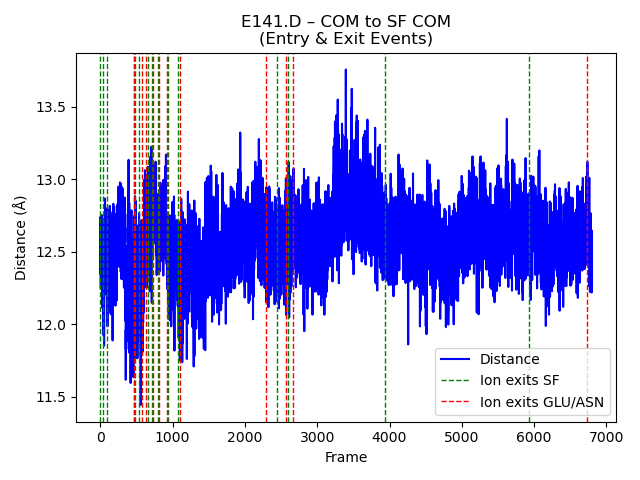 E141.D – COM to SF COM
(Entry & Exit Events)
Distance (Å)
13.5
13.0
12.5
12.0
11.5
0
1000
2000
3000
4000
5000
6000
7000
Frame
Distance
Ion exits SF
Ion exits GLU/ASN